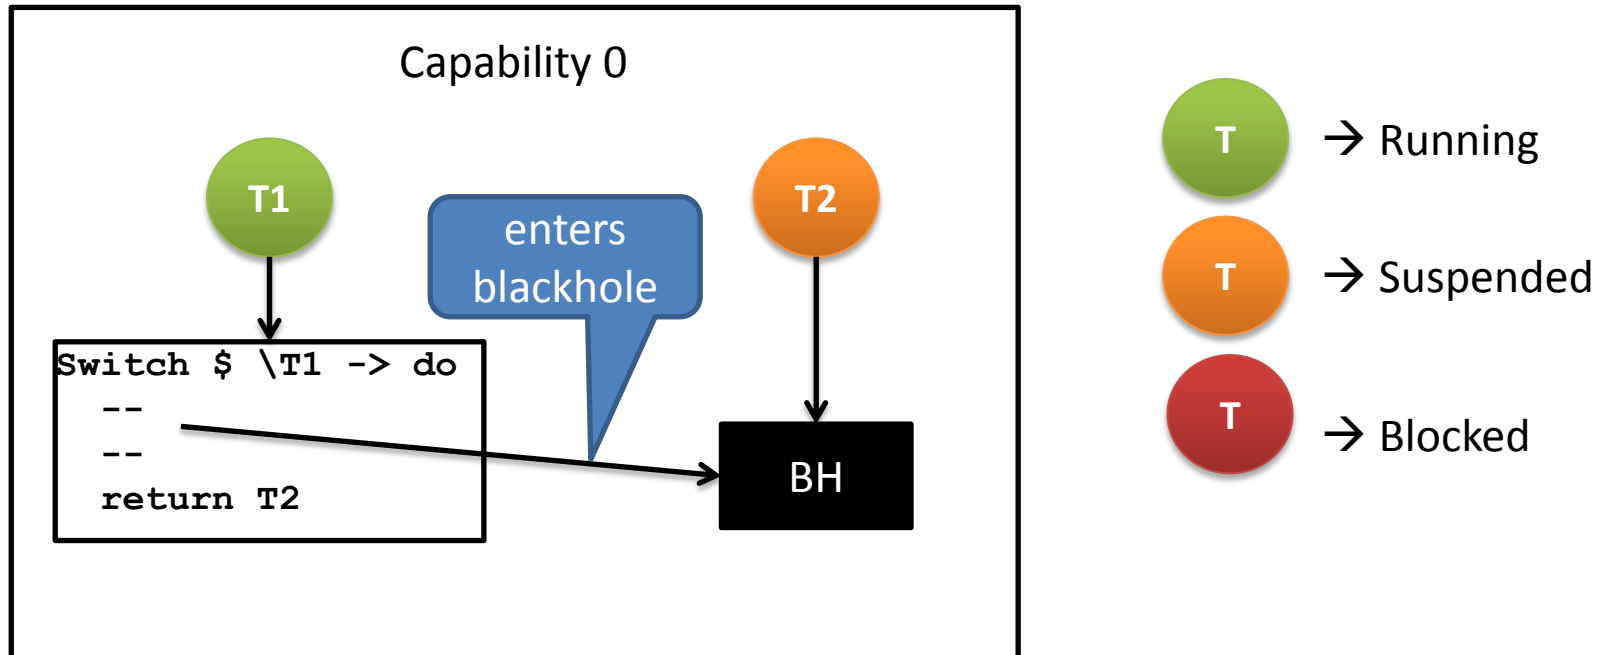 Capability 0
T1
T2
enters
blackhole
Switch $ \T1 -> do
--
--
return T2
BH
T
→ Running
T
→ Suspended
T
→ Blocked